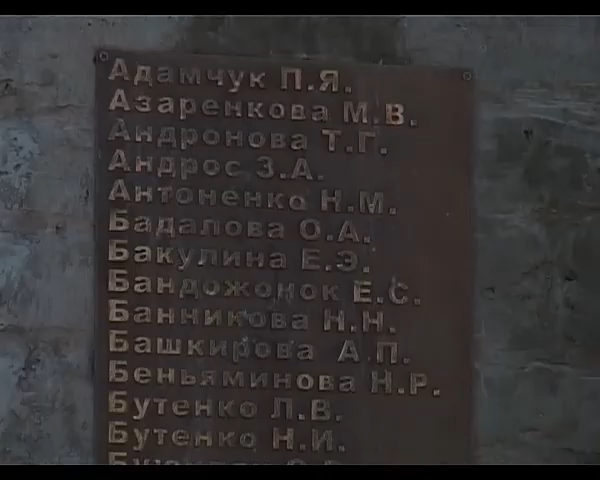 Адамчук П.Я.
Азаренкова М.В.
Андронова Т.Г.
Андрос З.А.
Антоненко Н.М.
Бадалова О.А.
Бакулина Е.Э.
Бандожонок Е.С.
Банникова Н.Н.
Башкирова А.П.
Беньяминова Н.Р.
Бутенко Л.В.
Бутенко Н.И.